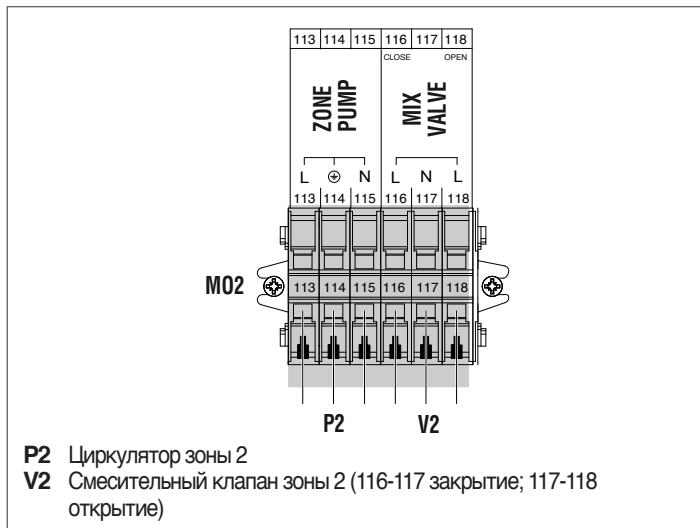 113 114 115 116 117 118
CLOSE OPEN
ZONE
PUMP
MIX
VALVE
L ⏚ N L N L
113 114 115 116 117 118
M02 113 114 115 116 117 118
P2 V2
P2 Циркулятор зоны 2
V2 Смесительный клапан зоны 2 (116-117 закрытие; 117-118
открытие)